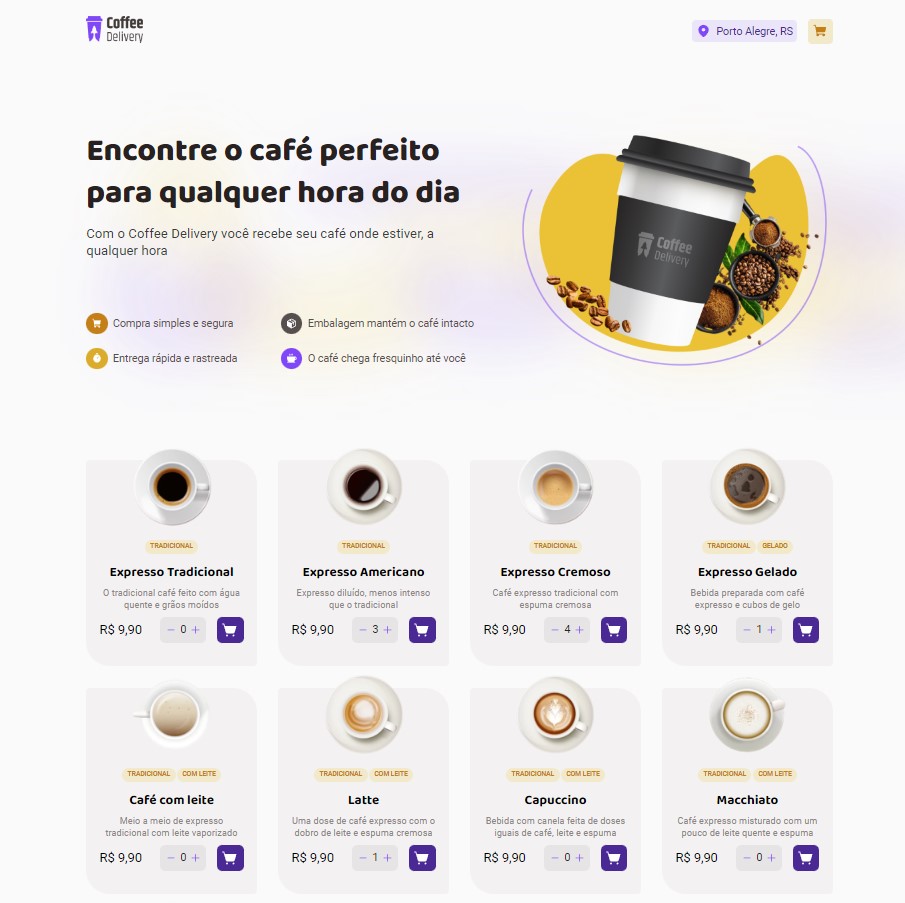 Coffee
Delivery
Porto Alegre, RS
Encontre o café perfeito
para qualquer hora do dia
Com o Coffee Delivery você recebe seu café onde estiver, a
qualquer hora
Coffee
Delivery
Compra simples e segura
Embalagem mantém o café intacto
Entrega rápida e rastreada
O café chega fresquinho até você
TRADICIONAL
Expresso Tradicional
O tradicional café feito com água
quente e grãos moídos
R$ 9,90 − 0 +
TRADICIONAL
Expresso Americano
Expresso diluído, menos intenso
que o tradicional
R$ 9,90 − 3 +
TRADICIONAL
Expresso Cremoso
Café expresso tradicional com
espuma cremosa
R$ 9,90 − 4 +
TRADICIONAL GELADO
Expresso Gelado
Bebida preparada com café
expresso e cubos de gelo
R$ 9,90 − 1 +
TRADICIONAL COM LEITE
Café com leite
Meio a meio de expresso
tradicional com leite vaporizado
R$ 9,90 − 0 +
TRADICIONAL COM LEITE
Latte
Uma dose de café expresso com o
dobro de leite e espuma cremosa
R$ 9,90 − 1 +
TRADICIONAL COM LEITE
Capuccino
Bebida com canela feita de doses
iguais de café, leite e espuma
R$ 9,90 − 0 +
TRADICIONAL COM LEITE
Macchiato
Café expresso misturado com um
pouco de leite quente e espuma
R$ 9,90 − 0 +